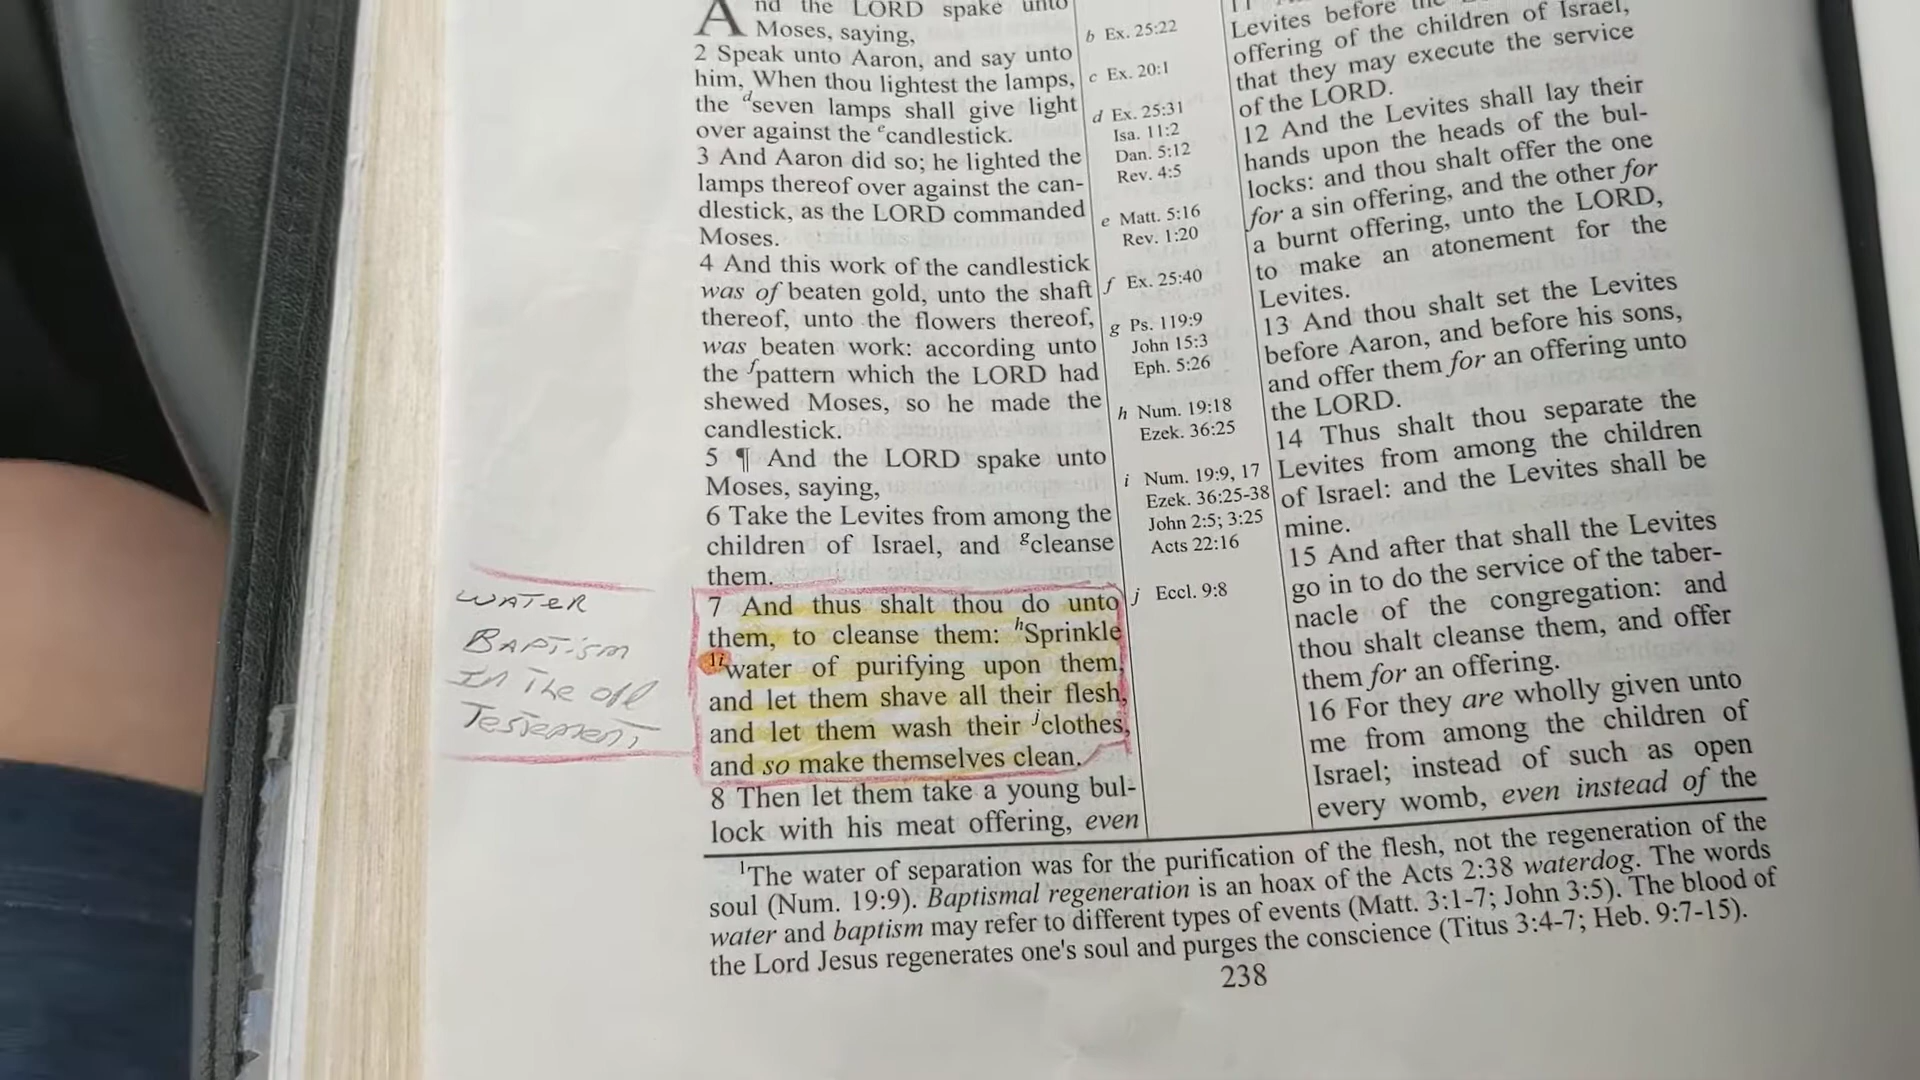 And the LORD spake unto
Moses, saying,
2 Speak unto Aaron, and say unto
him, When thou lightest the lamps,
the dseven lamps shall give light
over against the ecandlestick.
3 And Aaron did so; he lighted the
lamps thereof over against the can-
dlestick, as the LORD commanded
Moses.
4 And this work of the candlestick
was of beaten gold, unto the shaft
thereof, unto the flowers thereof,
was beaten work: according unto
the fpattern which the LORD had
shewed Moses, so he made the
candlestick.
5 ¶ And the LORD spake unto
Moses, saying,
6 Take the Levites from among the
children of Israel, and gcleanse
them.
7 And thus shalt thou do unto
them, to cleanse them: hSprinkle
1iwater of purifying upon them,
and let them shave all their flesh,
and let them wash their jclothes,
and so make themselves clean.
8 Then let them take a young bul-
lock with his meat offering, even
WATER
BAPTism
In The old
Testement
b Ex. 25:22
c Ex. 20:1
d Ex. 25:31
Isa. 11:2
Dan. 5:12
Rev. 4:5
e Matt. 5:16
Rev. 1:20
f Ex. 25:40
g Ps. 119:9
John 15:3
Eph. 5:26
h Num. 19:18
Ezek. 36:25
i Num. 19:9, 17
Ezek. 36:25-38
John 2:5; 3:25
Acts 22:16
j Eccl. 9:8
Levites before the
offering of the children of Israel,
that they may execute the service
of the LORD.
12 And the Levites shall lay their
hands upon the heads of the bul-
locks: and thou shalt offer the one
for a sin offering, and the other for
a burnt offering, unto the LORD,
to make an atonement for the
Levites.
13 And thou shalt set the Levites
before Aaron, and before his sons,
and offer them for an offering unto
the LORD.
14 Thus shalt thou separate the
Levites from among the children
of Israel: and the Levites shall be
mine.
15 And after that shall the Levites
go in to do the service of the taber-
nacle of the congregation: and
thou shalt cleanse them, and offer
them for an offering.
16 For they are wholly given unto
me from among the children of
Israel; instead of such as open
every womb, even instead of the
1The water of separation was for the purification of the flesh, not the regeneration of the
soul (Num. 19:9). Baptismal regeneration is an hoax of the Acts 2:38 waterdog. The words
water and baptism may refer to different types of events (Matt. 3:1-7; John 3:5). The blood of
the Lord Jesus regenerates one's soul and purges the conscience (Titus 3:4-7; Heb. 9:7-15).
238